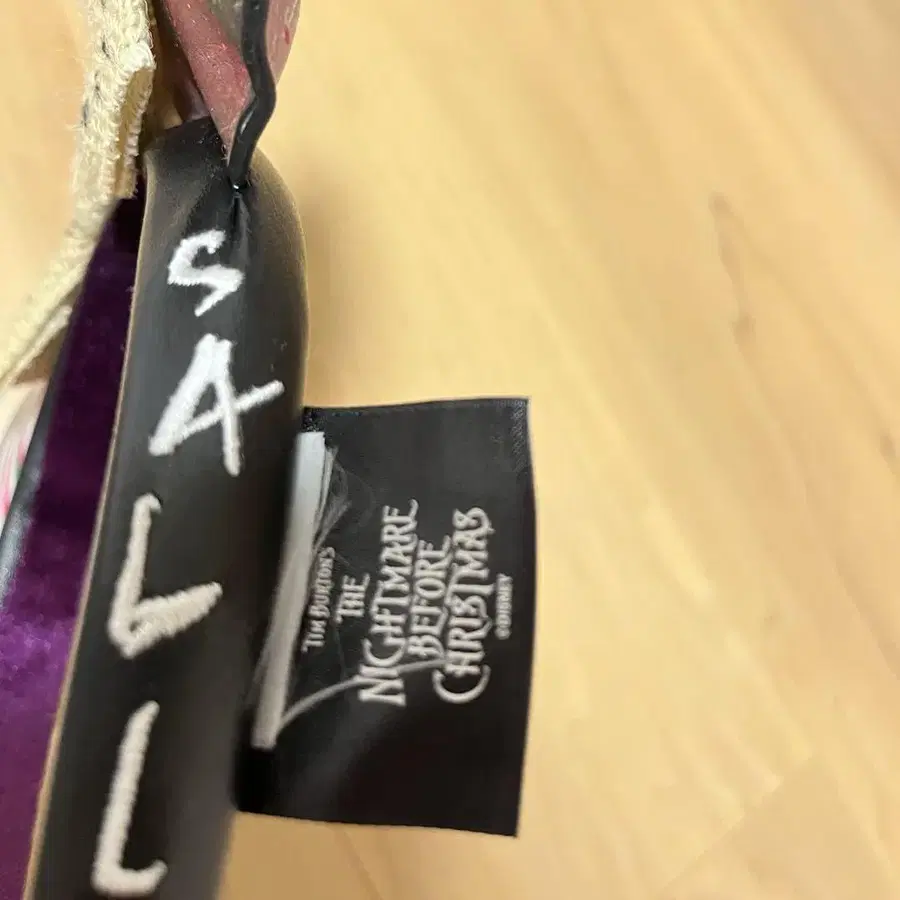 SALL
TIM BURTON'S
THE
NIGHTMARE
BEFORE
CHRISTMAS
©DISNEY